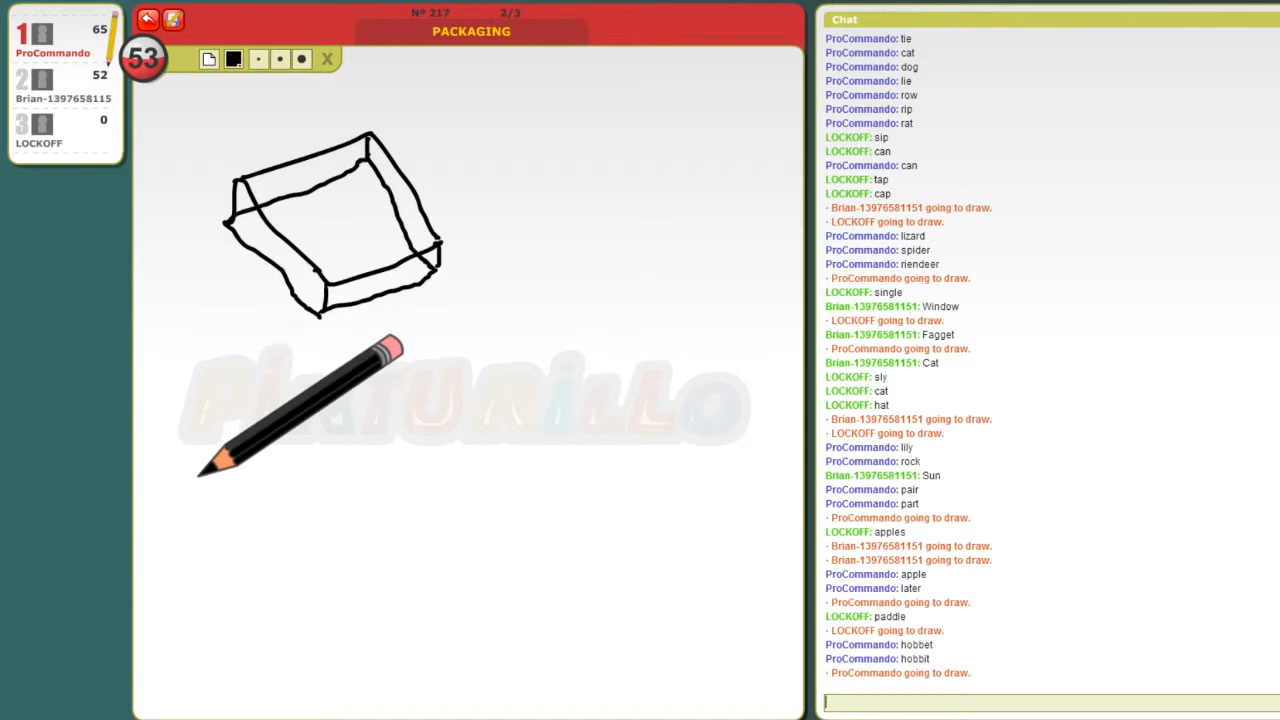 Nº 217 2/3
PACKAGING
1 65
ProCommando
2 52
Brian-1397658115
3 0
LOCKOFF
53
X
Pinturillo
Chat
ProCommando: tie
ProCommando: cat
ProCommando: dog
ProCommando: lie
ProCommando: row
ProCommando: rip
ProCommando: rat
LOCKOFF: sip
LOCKOFF: can
ProCommando: can
LOCKOFF: tap
LOCKOFF: cap
· Brian-13976581151 going to draw.
· LOCKOFF going to draw.
ProCommando: lizard
ProCommando: spider
ProCommando: riendeer
· ProCommando going to draw.
LOCKOFF: single
Brian-13976581151: Window
· LOCKOFF going to draw.
Brian-13976581151: Fagget
· ProCommando going to draw.
Brian-13976581151: Cat
LOCKOFF: sly
LOCKOFF: cat
LOCKOFF: hat
· Brian-13976581151 going to draw.
· LOCKOFF going to draw.
ProCommando: lily
ProCommando: rock
Brian-13976581151: Sun
ProCommando: pair
ProCommando: part
· ProCommando going to draw.
LOCKOFF: apples
· Brian-13976581151 going to draw.
· Brian-13976581151 going to draw.
ProCommando: apple
ProCommando: later
· ProCommando going to draw.
LOCKOFF: paddle
· LOCKOFF going to draw.
ProCommando: hobbet
ProCommando: hobbit
· ProCommando going to draw.